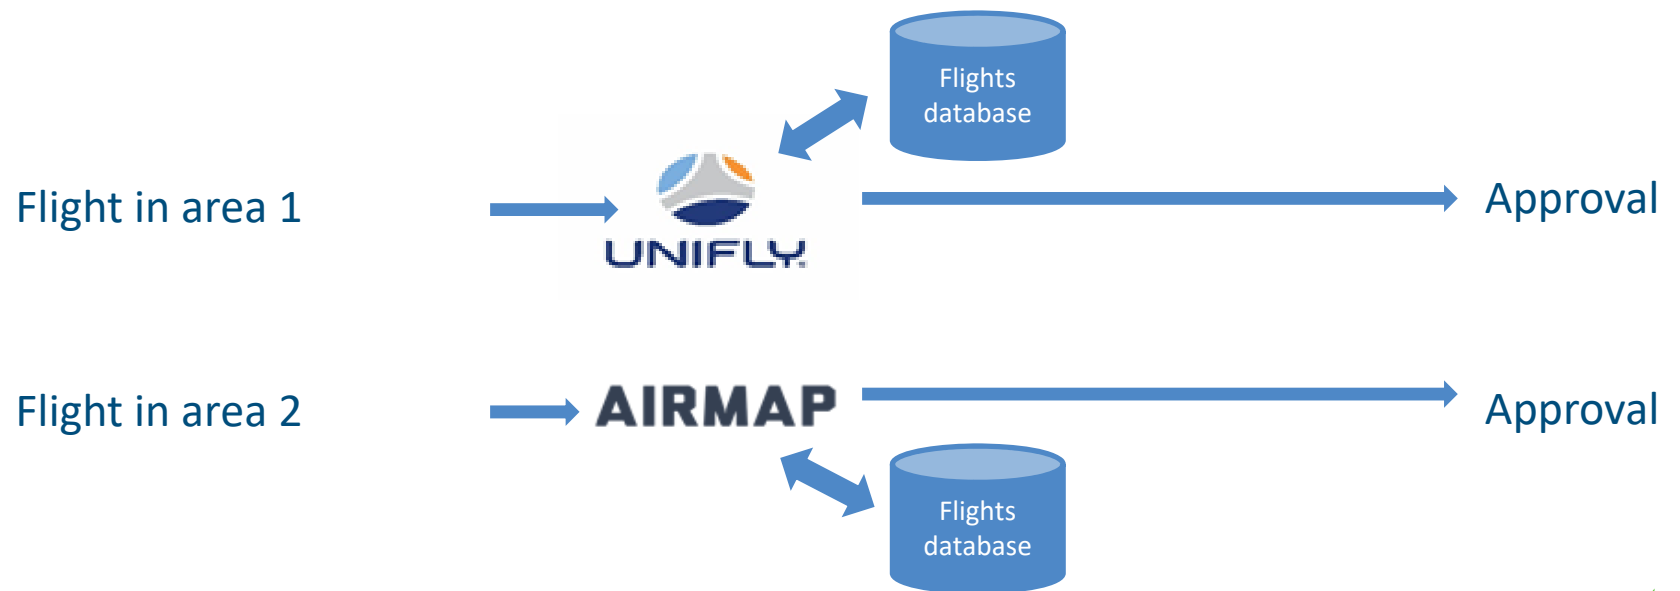 Flights
database
Flight in area 1
UNIFLY
Approval
Flight in area 2
AIRMAP
Approval
Flights
database